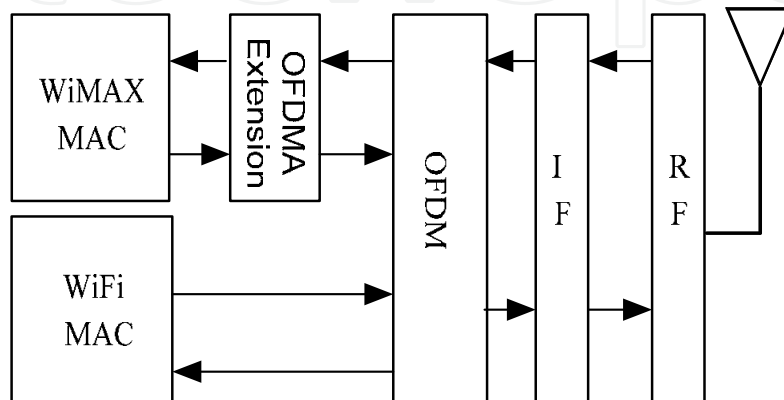 WiMAX
MAC
OFDMA
Extension
OFDM
I
F
R
F
WiFi
MAC